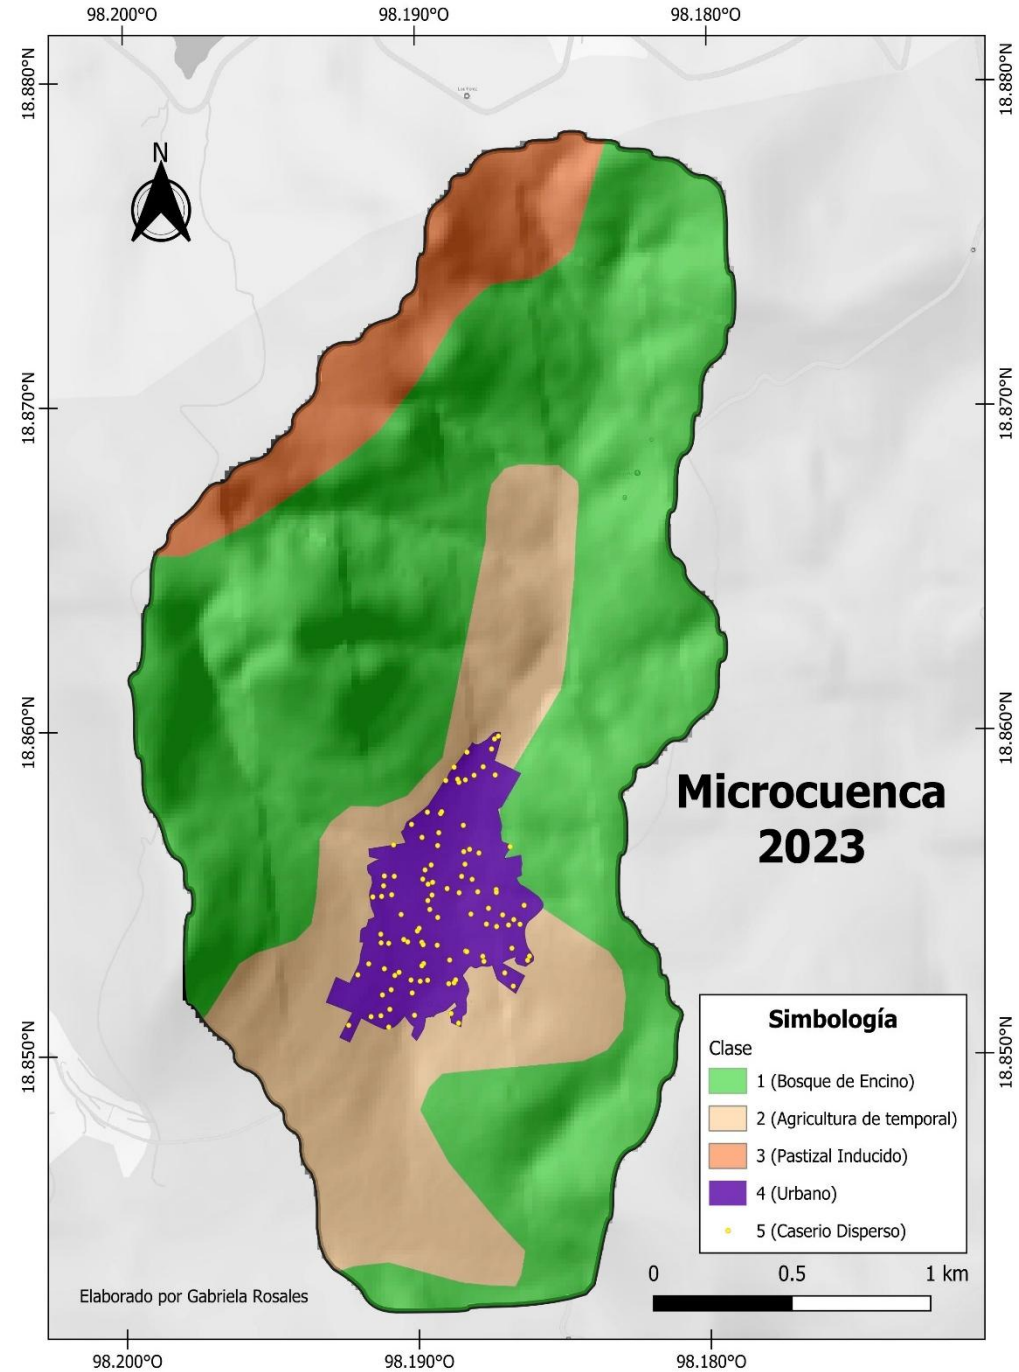 98.200°O
98.190°O
98.180°O
18.880°N
18.880°N
N
18.870°N
18.870°N
18.860°N
18.860°N
Microcuenca
2023
18.850°N
18.850°N
Simbología
Clase
1 (Bosque de Encino)
2 (Agricultura de temporal)
3 (Pastizal Inducido)
4 (Urbano)
5 (Caserio Disperso)
0
0.5
1 km
Elaborado por Gabriela Rosales
98.200°O
98.190°O
98.180°O